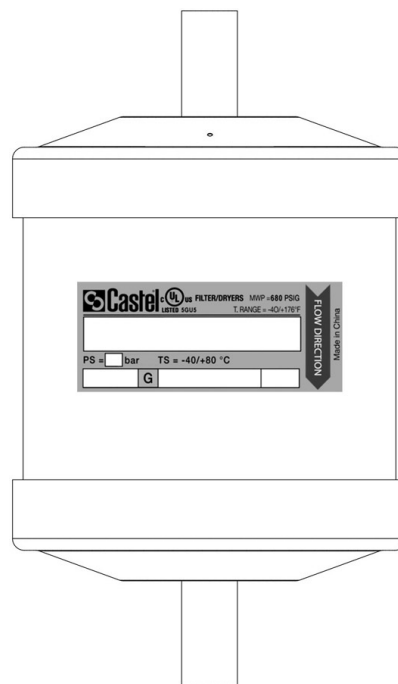 Castel c UL us FILTER/DRYERS MWP =680 PSIG
LISTED 5GU5 T. RANGE = -40/+176°F
PS = bar TS = -40/+80 °C
G
FLOW DIRECTION
Made in China